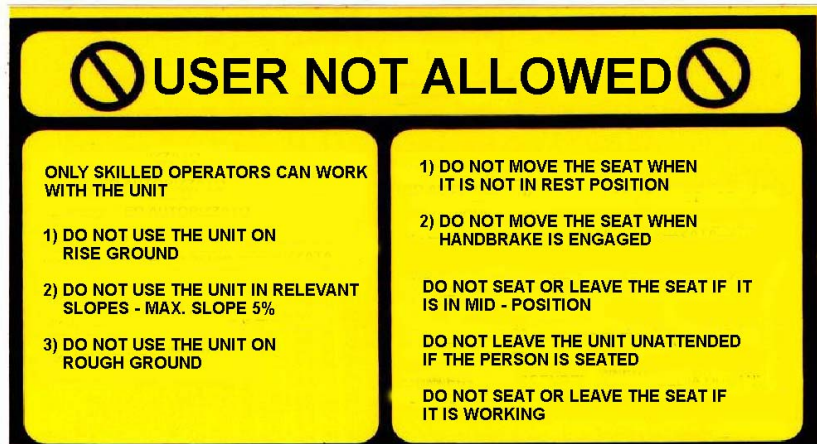 USER NOT ALLOWED
ONLY SKILLED OPERATORS CAN WORK
WITH THE UNIT
1) DO NOT USE THE UNIT ON
RISE GROUND
2) DO NOT USE THE UNIT IN RELEVANT
SLOPES - MAX. SLOPE 5%
3) DO NOT USE THE UNIT ON
ROUGH GROUND
1) DO NOT MOVE THE SEAT WHEN
IT IS NOT IN REST POSITION
2) DO NOT MOVE THE SEAT WHEN
HANDBRAKE IS ENGAGED
DO NOT SEAT OR LEAVE THE SEAT IF IT
IS IN MID - POSITION
DO NOT LEAVE THE UNIT UNATTENDED
IF THE PERSON IS SEATED
DO NOT SEAT OR LEAVE THE SEAT IF
IT IS WORKING